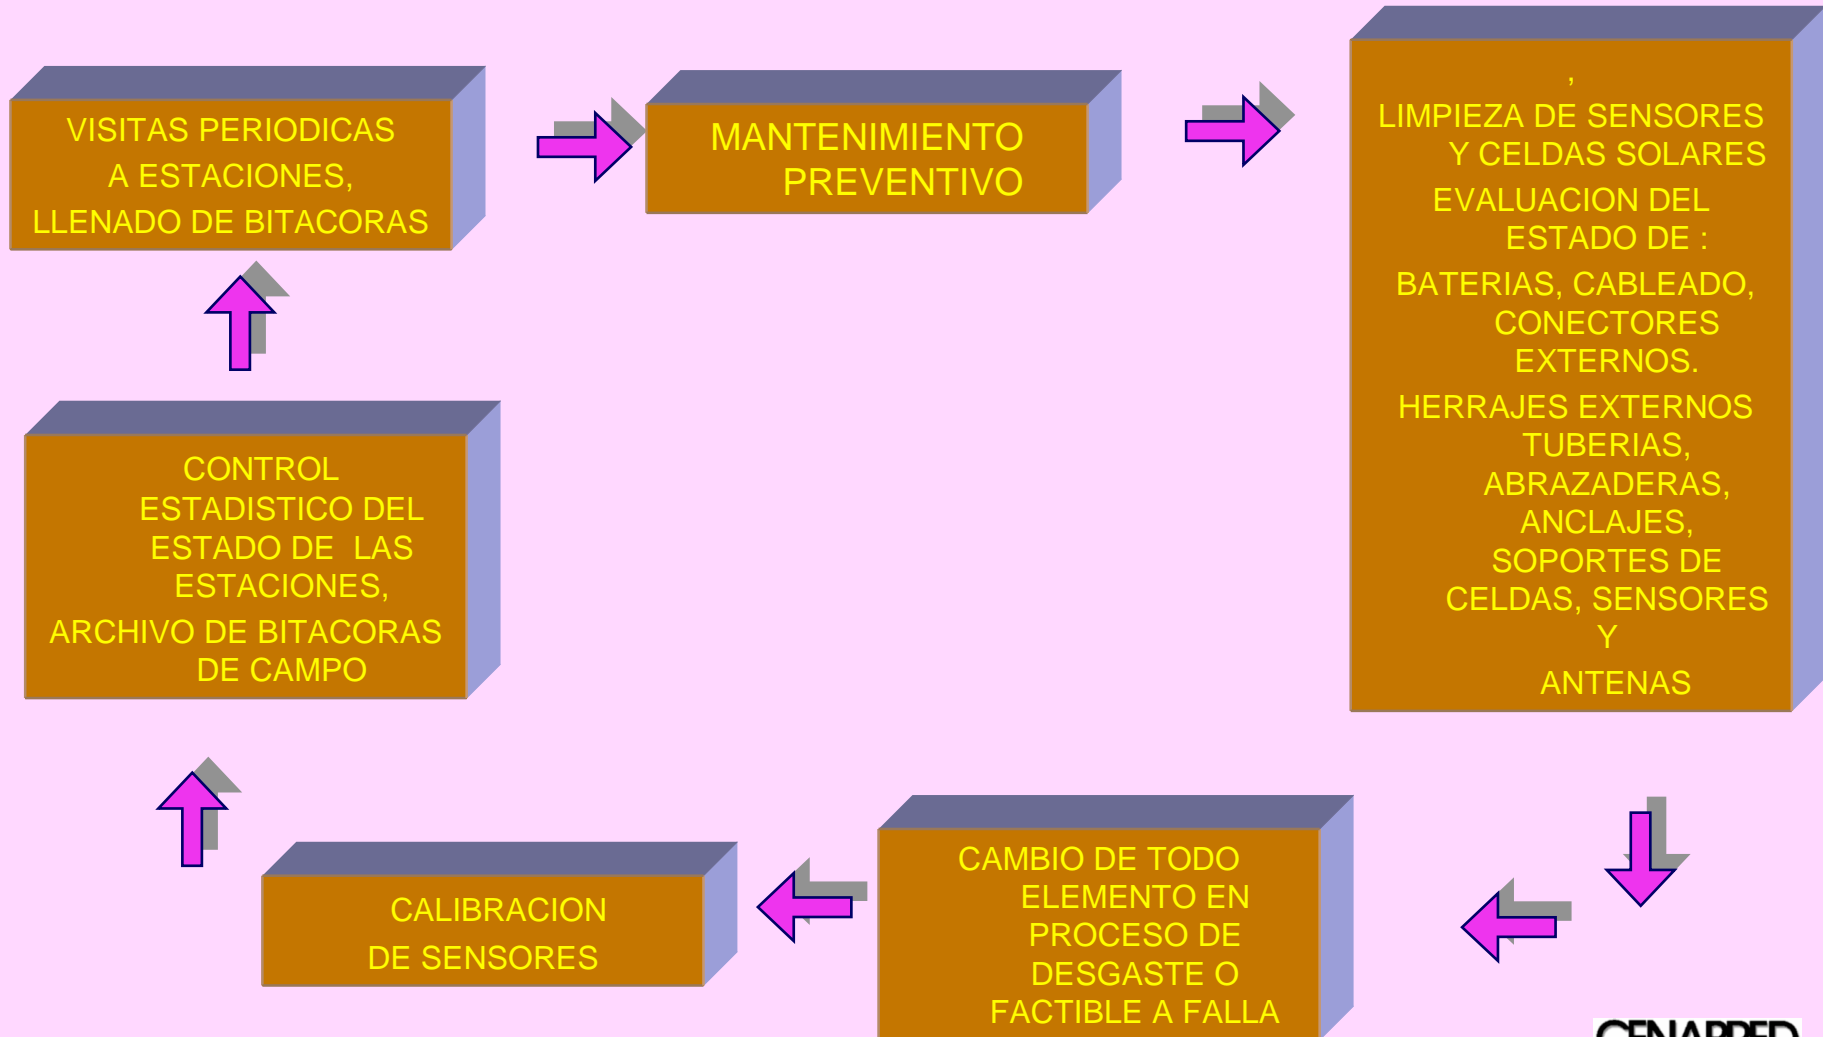 VISITAS PERIODICAS
A ESTACIONES,
LLENADO DE BITACORAS
MANTENIMIENTO
PREVENTIVO
,
LIMPIEZA DE SENSORES
Y CELDAS SOLARES
EVALUACION DEL
ESTADO DE :
BATERIAS, CABLEADO,
CONECTORES
EXTERNOS.
HERRAJES EXTERNOS
TUBERIAS,
ABRAZADERAS,
ANCLAJES,
SOPORTES DE
CELDAS, SENSORES
Y
ANTENAS
CAMBIO DE TODO
ELEMENTO EN
PROCESO DE
DESGASTE O
FACTIBLE A FALLA
CALIBRACION
DE SENSORES
CONTROL
ESTADISTICO DEL
ESTADO DE LAS
ESTACIONES,
ARCHIVO DE BITACORAS
DE CAMPO
CENAPRED